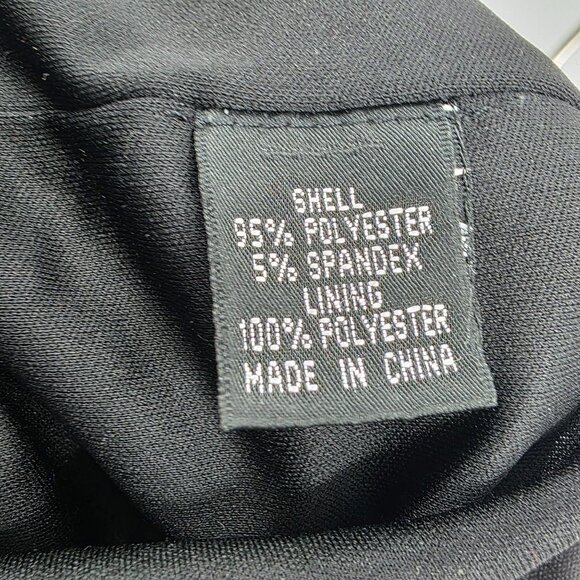 SHELL
95% POLYESTER
5% SPANDEX
LINING
100% POLYESTER
MADE IN CHINA